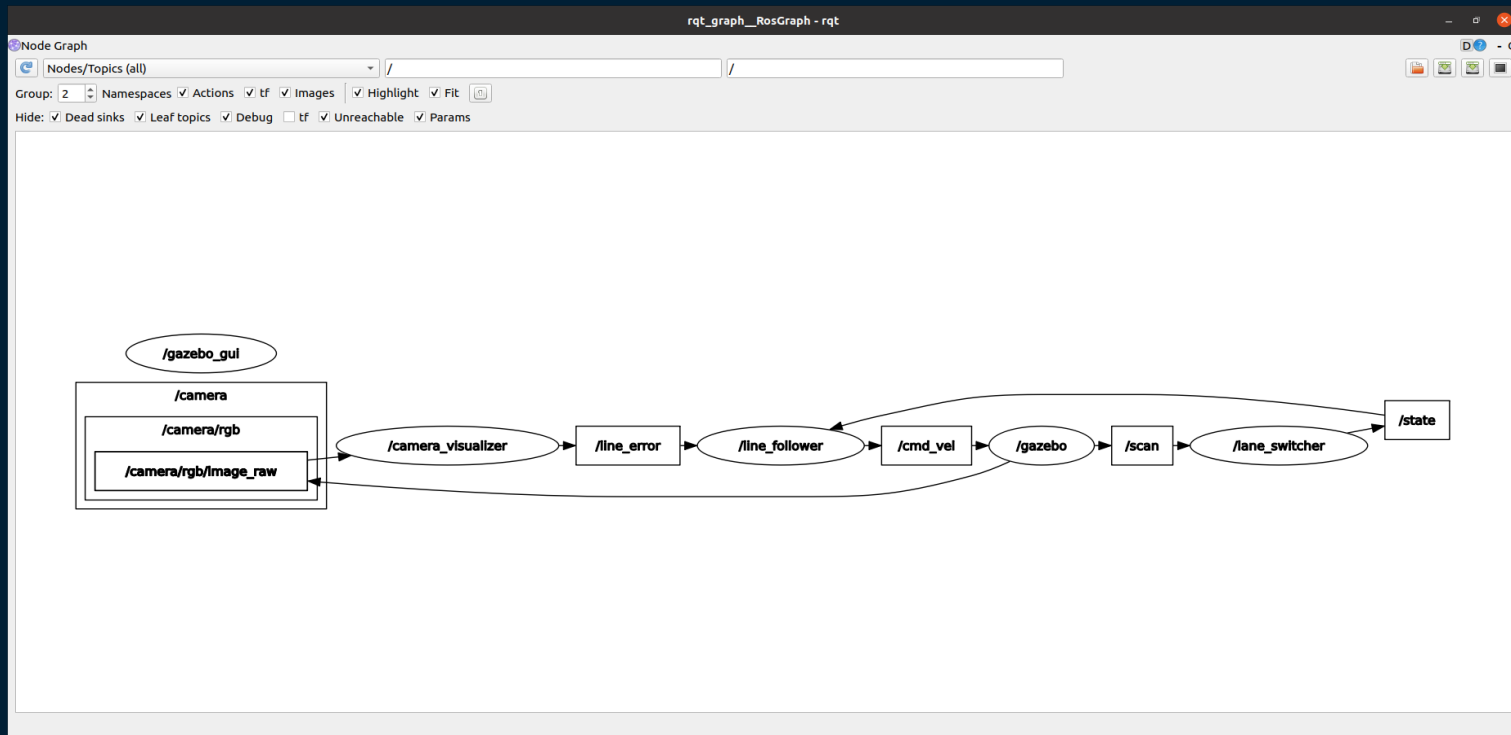 rqt_graph__RosGraph - rqt
Node Graph
D
Nodes/Topics (all)
/
/
Group: 2 Namespaces Actions tf Images Highlight Fit
Hide: Dead sinks Leaf topics Debug tf Unreachable Params
/gazebo_gui
/camera
/camera/rgb
/camera/rgb/image_raw
/camera_visualizer
/line_error
/line_follower
/cmd_vel
/gazebo
/scan
/lane_switcher
/state